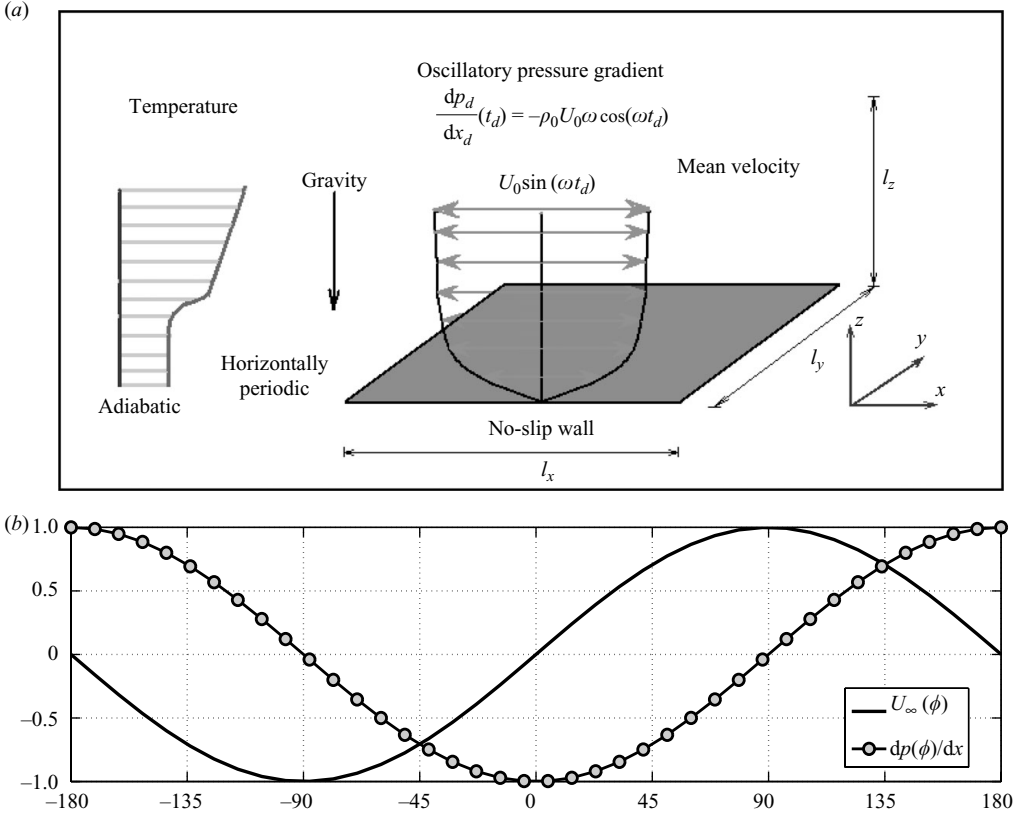 (a)
Oscillatory pressure gradient
Temperature
dp_d/dx_d (t_d) = –ρ_0 U_0 ω cos(ωt_d)
Gravity
Mean velocity
U_0 sin (ωt_d)
l_z
Horizontally
periodic
l_y
z
y
x
Adiabatic
No-slip wall
l_x
(b)
1.0
0.5
0
–0.5
–1.0
U_∞ (ϕ)
dp(ϕ)/dx
–180 –135 –90 –45 0 45 90 135 180